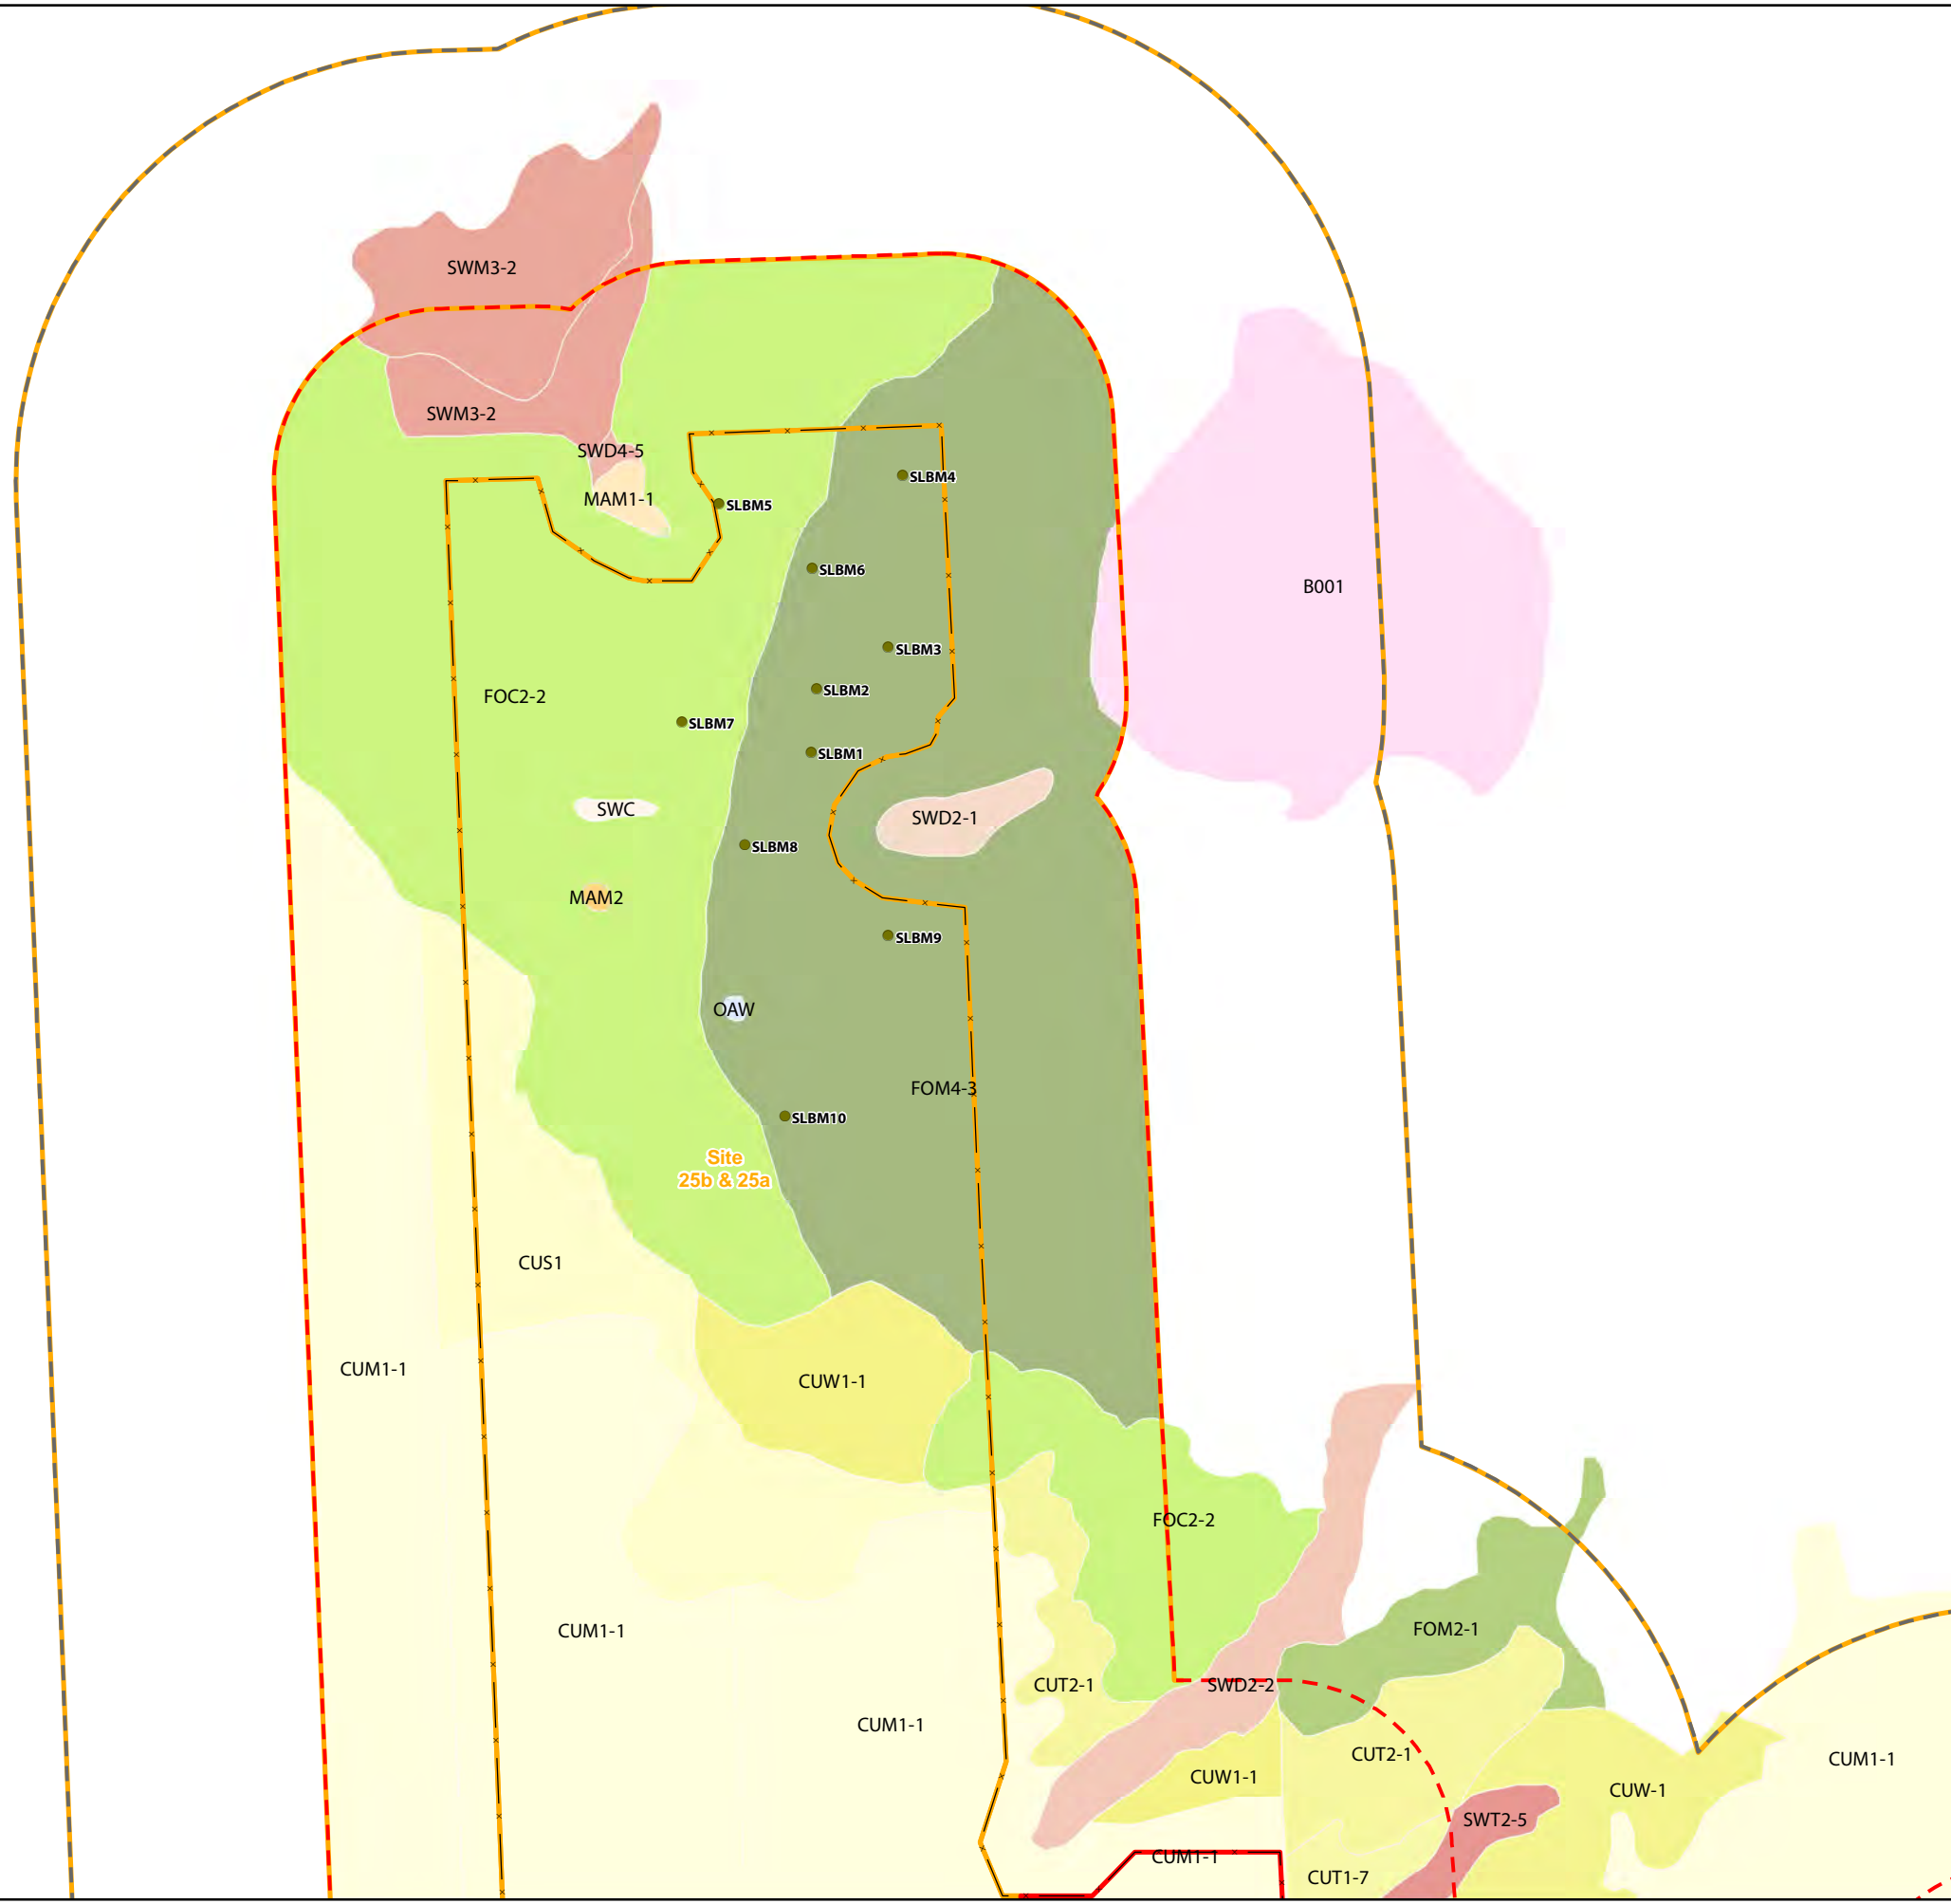 SWM3-2
SWM3-2
SWD4-5
SLBM4
MAM1-1
SLBM5
SLBM6
B001
SLBM3
SLBM2
FOC2-2
SLBM7
SLBM1
SWC
SWD2-1
SLBM8
MAM2
SLBM9
OAW
FOM4-3
SLBM10
Site
25b & 25a
CUS1
CUM1-1
CUW1-1
FOC2-2
CUM1-1
FOM2-1
CUT2-1
SWD2-2
CUM1-1
CUT2-1
CUM1-1
CUW1-1
CUW-1
SWT2-5
CUM1-1
CUT1-7